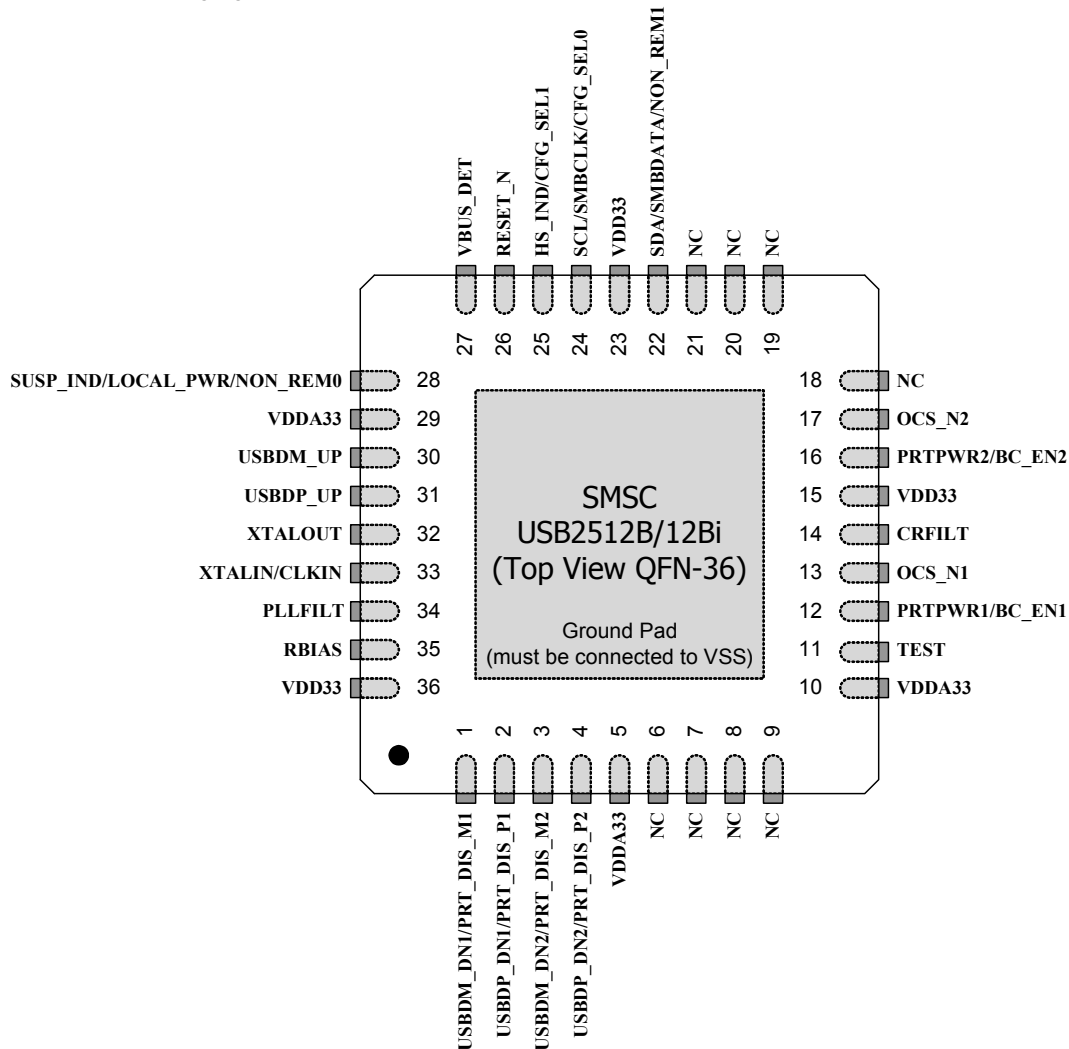 VBUS_DET
RESET_N
HS_IND/CFG_SEL1
SCL/SMBCLK/CFG_SEL0
VDD33
SDA/SMBDATA/NON_REM1
NC
NC
NC
27
26
25
24
23
22
21
20
19
SUSP_IND/LOCAL_PWR/NON_REM0 28
VDDA33 29
USBDM_UP 30
USBDP_UP 31
XTALOUT 32
XTALIN/CLKIN 33
PLLFILT 34
RBIAS 35
VDD33 36
SMSC
USB2512B/12Bi
(Top View QFN-36)
Ground Pad
(must be connected to VSS)
18 NC
17 OCS_N2
16 PRTPWR2/BC_EN2
15 VDD33
14 CRFILT
13 OCS_N1
12 PRTPWR1/BC_EN1
11 TEST
10 VDDA33
1
2
3
4
5
6
7
8
9
USBDM_DN1/PRT_DIS_M1
USBDP_DN1/PRT_DIS_P1
USBDM_DN2/PRT_DIS_M2
USBDP_DN2/PRT_DIS_P2
VDDA33
NC
NC
NC
NC